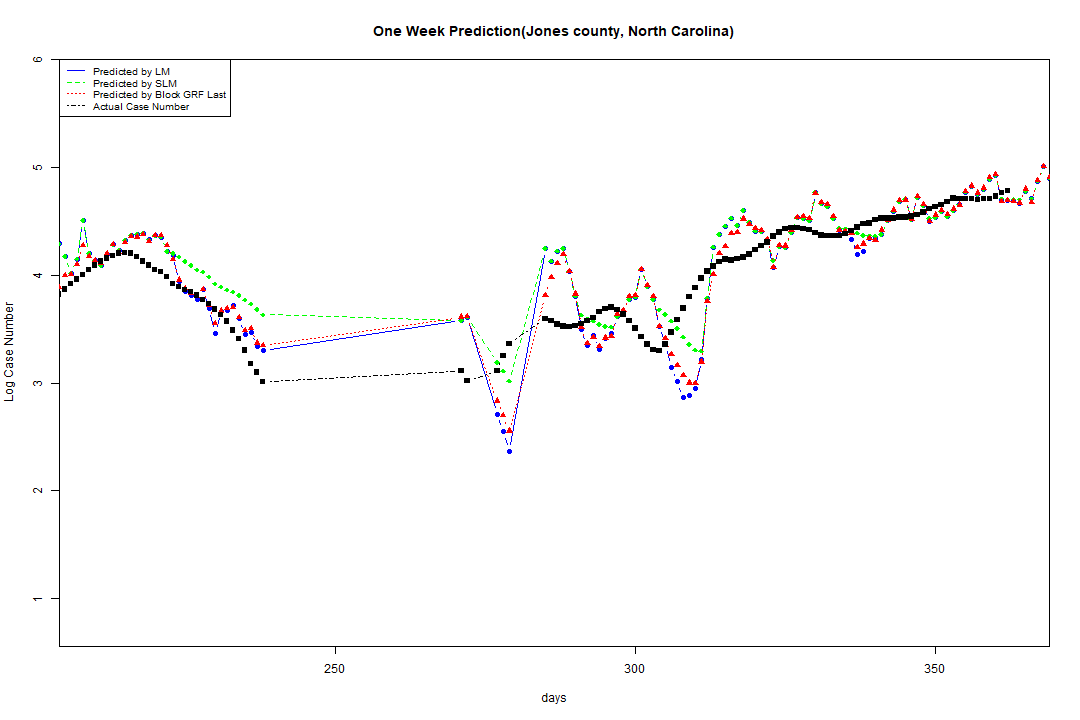 One Week Prediction(Jones county, North Carolina)
Predicted by LM
Predicted by SLM
Predicted by Block GRF Last
Actual Case Number
6
5
4
3
2
1
Log Case Number
250
300
350
days